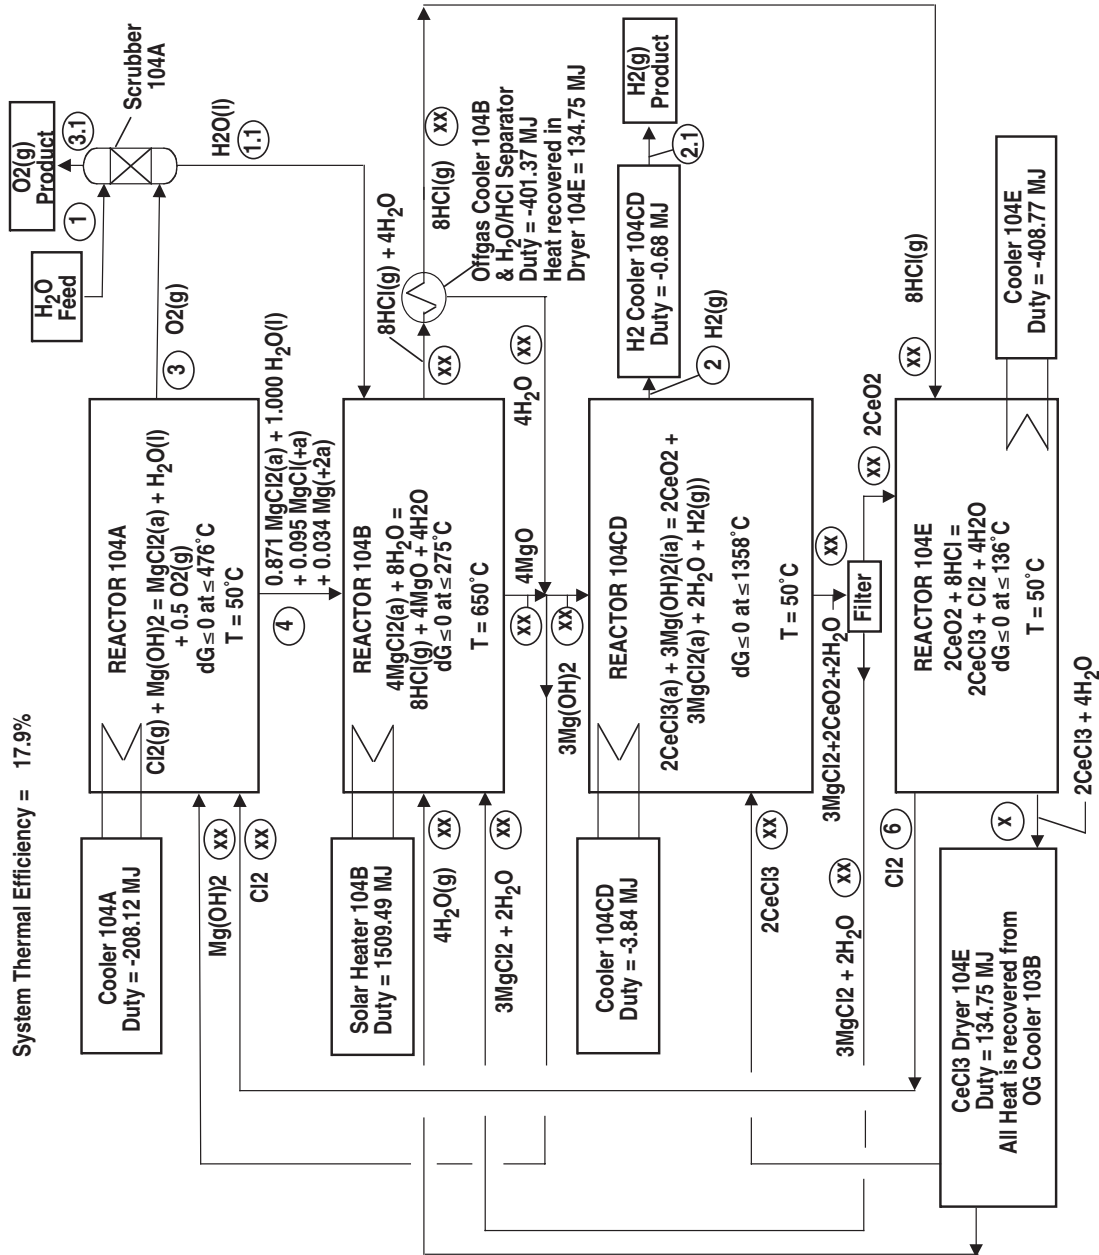 System Thermal Efficiency = 17.9%
O2(g)
Product
3.1
Scrubber
104A
1
H2O
Feed
H2O(l)
1.1
3
O2(g)
REACTOR 104A
Cl2(g) + Mg(OH)2 = MgCl2(a) + H2O(l)
+ 0.5 O2(g)
dG ≤ 0 at ≤ 476˚C
T = 50˚C
Cooler 104A
Duty = -208.12 MJ
Mg(OH)2
xx
Cl2
xx
4
0.871 MgCl2(a) + 1.000 H2O(l)
+ 0.095 MgCl(+a)
+ 0.034 Mg(+2a)
REACTOR 104B
4MgCl2(a) + 8H2O =
8HCl(g) + 4MgO + 4H2O
dG ≤ 0 at ≤ 275˚C
T = 650˚C
Solar Heater 104B
Duty = 1509.49 MJ
4H2O(g)
xx
3MgCl2 + 2H2O
xx
8HCl(g) + 4H2O
xx
8HCl(g)
xx
Offgas Cooler 104B
& H2O/HCl Separator
Duty = -401.37 MJ
Heat recovered in
Dryer 104E = 134.75 MJ
4H2O
xx
xx
4MgO
xx
3Mg(OH)2
REACTOR 104CD
2CeCl3(a) + 3Mg(OH)2(ia) = 2CeO2 +
3MgCl2(a) + 2H2O + H2(g))
dG ≤ 0 at ≤ 1358˚C
T = 50˚C
Cooler 104CD
Duty = -3.84 MJ
2CeCl3
xx
2
H2(g)
H2 Cooler 104CD
Duty = -0.68 MJ
2.1
H2(g)
Product
3MgCl2+2CeO2+2H2O
xx
Filter
3MgCl2 + 2H2O
xx
xx
2CeO2
8HCl(g)
xx
REACTOR 104E
2CeO2 + 8HCl =
2CeCl3 + Cl2 + 4H2O
dG ≤ 0 at ≤ 136˚C
T = 50˚C
Cooler 104E
Duty = -408.77 MJ
Cl2
6
x
2CeCl3 + 4H2O
CeCl3 Dryer 104E
Duty = 134.75 MJ
All Heat is recovered from
OG Cooler 103B